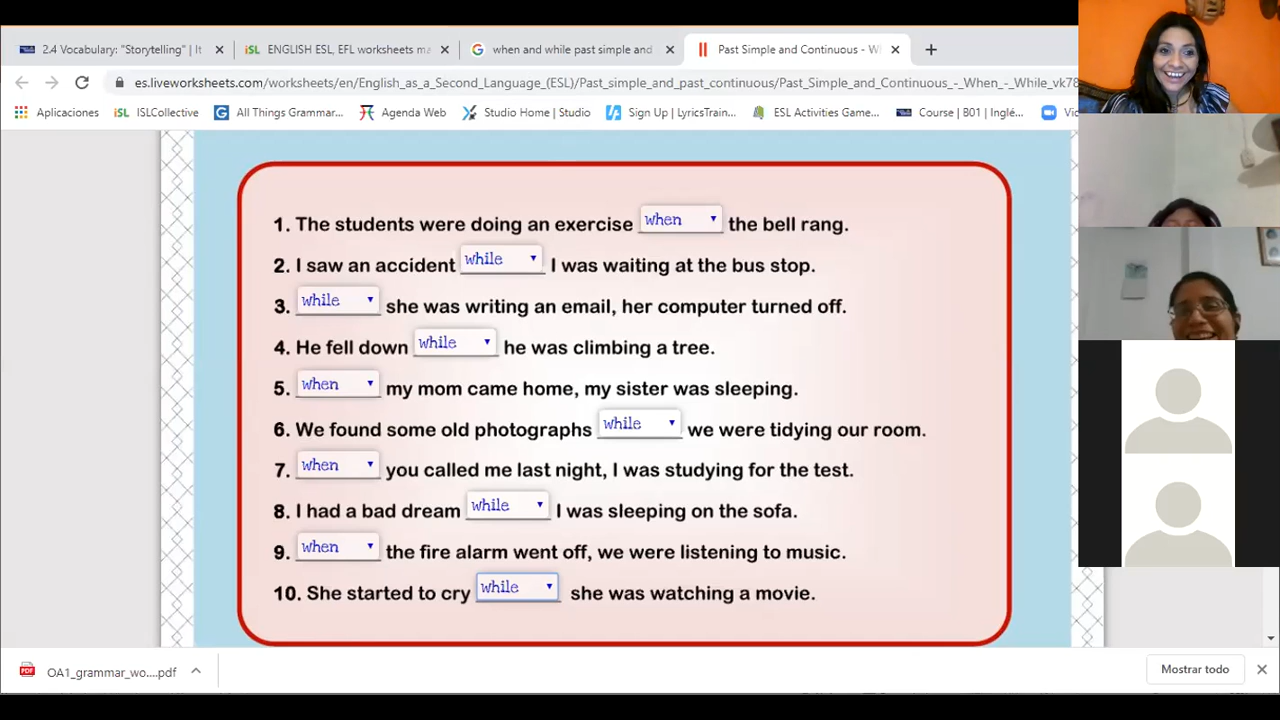 2.4 Vocabulary: "Storytelling" | It
iSL ENGLISH ESL, EFL worksheets ma
when and while past simple and
Past Simple and Continuous - W
es.liveworksheets.com/worksheets/en/English_as_a_Second_Language_(ESL)/Past_simple_and_past_continuous/Past_Simple_and_Continuous_-_When_-_While_vk78
Aplicaciones
iSL ISLCollective
All Things Grammar...
Agenda Web
Studio Home | Studio
Sign Up | LyricsTrain...
ESL Activities Game...
Course | B01 | Inglé...
Vi
1. The students were doing an exercise when the bell rang.
2. I saw an accident while I was waiting at the bus stop.
3. while she was writing an email, her computer turned off.
4. He fell down while he was climbing a tree.
5. when my mom came home, my sister was sleeping.
6. We found some old photographs while we were tidying our room.
7. when you called me last night, I was studying for the test.
8. I had a bad dream while I was sleeping on the sofa.
9. when the fire alarm went off, we were listening to music.
10. She started to cry while she was watching a movie.
PDF OA1_grammar_wo....pdf
Mostrar todo